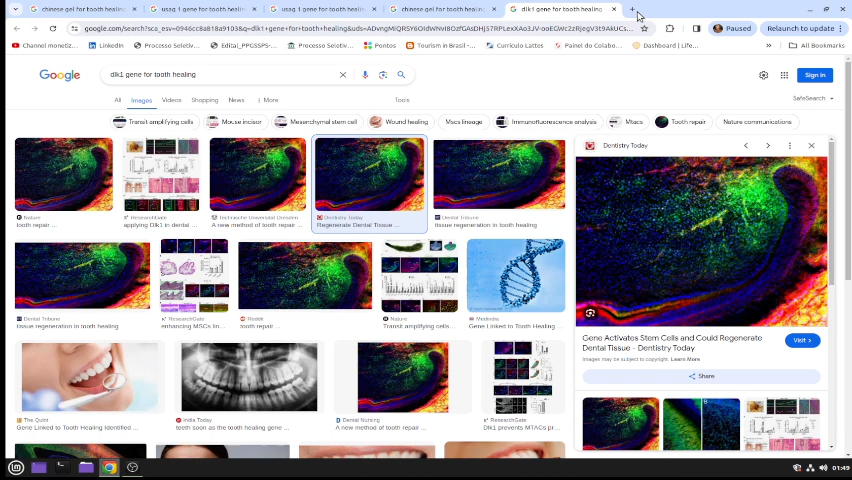 chinese gel for tooth healing
usag 1 gene for tooth healin
usag 1 gene for tooth healing
chinese gel for tooth healing
dlk1 gene for tooth healing
Paused
Relaunch to update
Channel monetiz...
LinkedIn
Processo Seletiv...
Edital_PPGSSPS-...
Processo Seletiv...
Pontos
Tourism in Brasil -...
Currículo Lattes
Painel do Colabo...
Dashboard | Life...
All Bookmarks
Google
dlk1 gene for tooth healing
Sign in
All
Images
Videos
Shopping
News
More
Tools
SafeSearch
Transit amplifying cells
Mouse incisor
Mesenchymal stem cell
Wound healing
Mscs lineage
Immunofluorescence analysis
Mtacs
Tooth repair
Nature communications
Nature
tooth repair ...
ResearchGate
applying Dlk1 in dental ...
Technische Universität Dresden
A new method of tooth repair ...
Dentistry Today
Regenerate Dental Tissue ...
Dental Tribune
tissue regeneration in tooth healing
Dental Tribune
tissue regeneration in tooth healing
ResearchGate
enhancing MSCs lin...
Reddit
tooth repair ...
Nature
Transit amplifying cells...
Medindia
Gene Linked to Tooth Healing ...
The Quint
Gene Linked to Tooth Healing Identified ...
India Today
teeth soon as the tooth healing gene ...
Dental Nursing
A new method of tooth repair ...
ResearchGate
Dlk1 prevents MTACs pr...
Dentistry Today
Gene Activates Stem Cells and Could Regenerate
Dental Tissue - Dentistry Today
Visit
Images may be subject to copyright. Learn More
Share
01:49